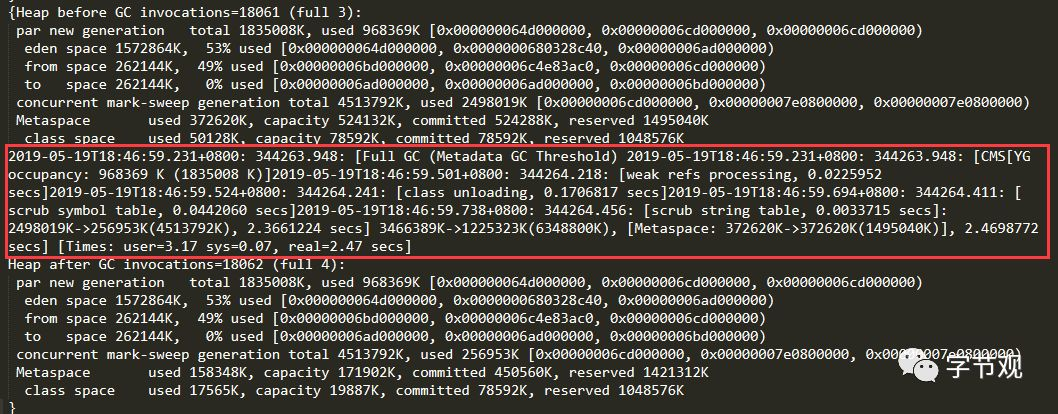 {Heap before GC invocations=18061 (full 3):
 par new generation   total 1835008K, used 968369K [0x000000064d000000, 0x00000006cd000000, 0x00000006cd000000)
  eden space 1572864K,  53% used [0x000000064d000000, 0x0000000680328c40, 0x00000006ad000000)
  from space 262144K,  49% used [0x00000006bd000000, 0x00000006c4e83ac0, 0x00000006cd000000)
  to   space 262144K,   0% used [0x00000006ad000000, 0x00000006ad000000, 0x00000006bd000000)
 concurrent mark-sweep generation total 4513792K, used 2498019K [0x00000006cd000000, 0x00000007e0800000, 0x00000007e0800000)
 Metaspace       used 372620K, capacity 524132K, committed 524288K, reserved 1495040K
  class space    used 50128K, capacity 78592K, committed 78592K, reserved 1048576K
2019-05-19T18:46:59.231+0800: 344263.948: [Full GC (Metadata GC Threshold) 2019-05-19T18:46:59.231+0800: 344263.948: [CMS[YG
occupancy: 968369 K (1835008 K)]2019-05-19T18:46:59.501+0800: 344264.218: [weak refs processing, 0.0225952
secs]2019-05-19T18:46:59.524+0800: 344264.241: [class unloading, 0.1706817 secs]2019-05-19T18:46:59.694+0800: 344264.411: [
scrub symbol table, 0.0442060 secs]2019-05-19T18:46:59.738+0800: 344264.456: [scrub string table, 0.0033715 secs]:
2498019K->256953K(4513792K), 2.3661224 secs] 3466389K->1225323K(6348800K), [Metaspace: 372620K->372620K(1495040K)], 2.4698772
secs] [Times: user=3.17 sys=0.07, real=2.47 secs]
Heap after GC invocations=18062 (full 4):
 par new generation   total 1835008K, used 968369K [0x000000064d000000, 0x00000006cd000000, 0x00000006cd000000)
  eden space 1572864K,  53% used [0x000000064d000000, 0x0000000680328c40, 0x00000006ad000000)
  from space 262144K,  49% used [0x00000006bd000000, 0x00000006c4e83ac0, 0x00000006cd000000)
  to   space 262144K,   0% used [0x00000006ad000000, 0x00000006ad000000, 0x00000006bd000000)
 concurrent mark-sweep generation total 4513792K, used 256953K [0x00000006cd000000, 0x00000007e0800000, 0x00000007e0800000)
 Metaspace       used 158348K, capacity 171902K, committed 450560K, reserved 1421312K
  class space    used 17565K, capacity 19887K, committed 78592K, reserved 1048576K
}
字节观